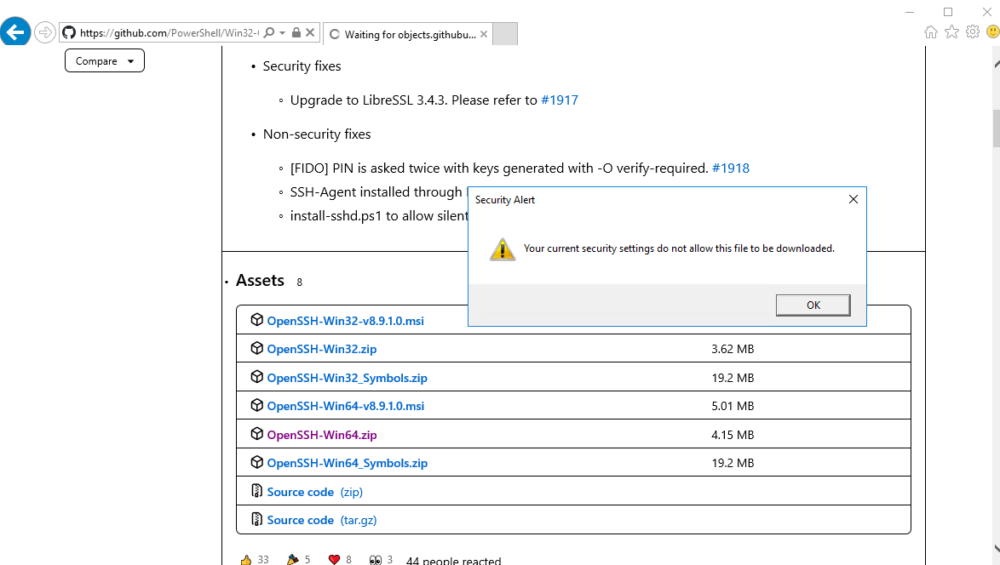 https://github.com/PowerShell/Win32-
Waiting for objects.githubu...
Compare
• Security fixes
◦ Upgrade to LibreSSL 3.4.3. Please refer to #1917
• Non-security fixes
◦ [FIDO] PIN is asked twice with keys generated with -O verify-required. #1918
◦ SSH-Agent installed through
◦ install-sshd.ps1 to allow silent
Security Alert
Your current security settings do not allow this file to be downloaded.
OK
Assets 8
OpenSSH-Win32-v8.9.1.0.msi
OpenSSH-Win32.zip 3.62 MB
OpenSSH-Win32_Symbols.zip 19.2 MB
OpenSSH-Win64-v8.9.1.0.msi 5.01 MB
OpenSSH-Win64.zip 4.15 MB
OpenSSH-Win64_Symbols.zip 19.2 MB
Source code (zip)
Source code (tar.gz)
👍 33 🎉 5 ❤️ 8 👀 3 44 people reacted